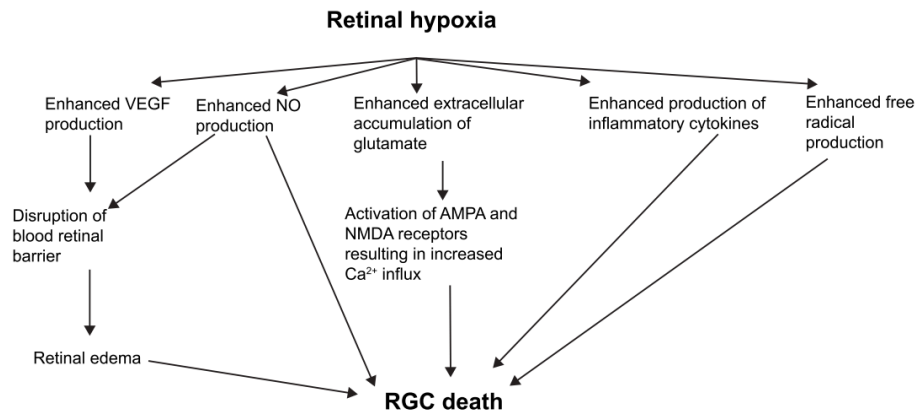 Retinal hypoxia
Enhanced VEGF
production
Enhanced NO
production
Enhanced extracellular
accumulation of
glutamate
Enhanced production of
inflammatory cytokines
Enhanced free
radical
production
Disruption of
blood retinal
barrier
Activation of AMPA and
NMDA receptors
resulting in increased
Ca²⁺ influx
Retinal edema
RGC death